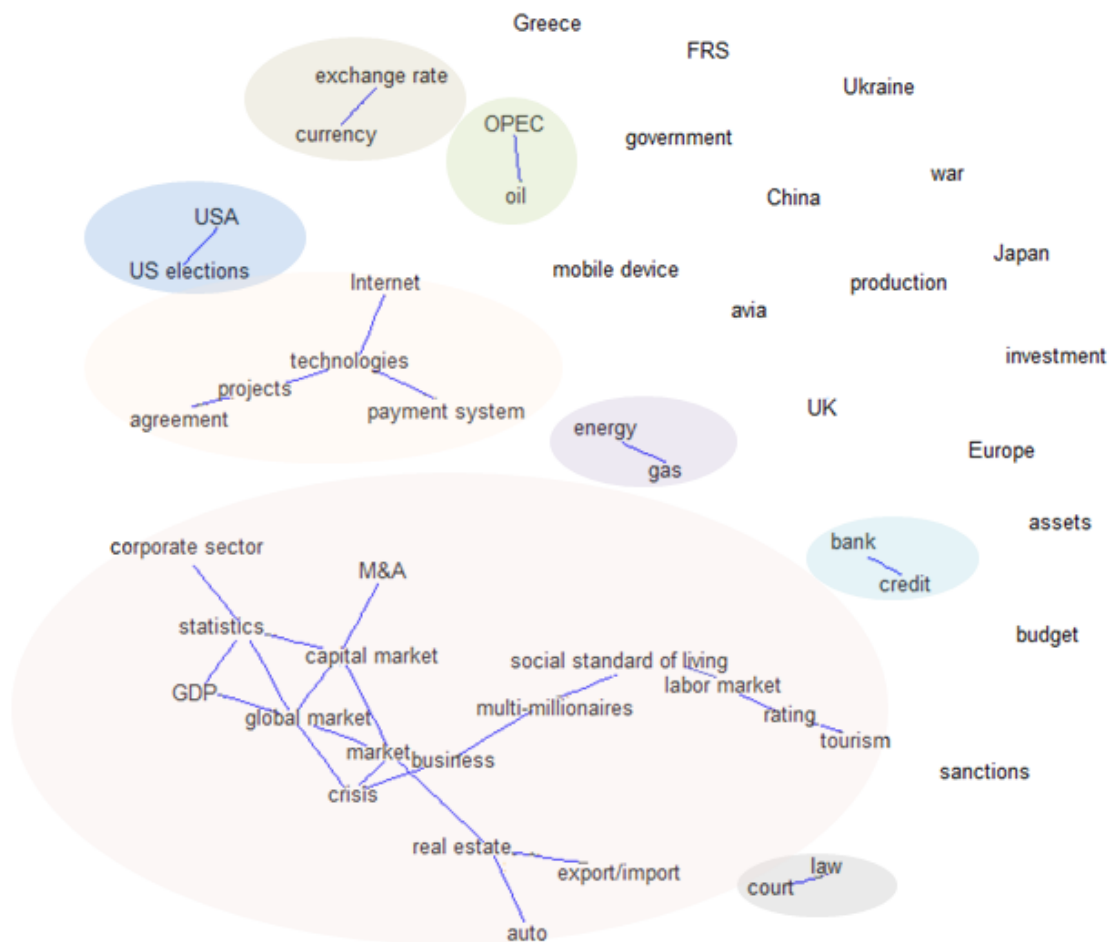 Greece
FRS
exchange rate
Ukraine
OPEC
currency
government
war
oil
China
USA
Japan
US elections
mobile device
Internet
production
avia
investment
technologies
projects
payment system
agreement
UK
energy
gas
Europe
assets
corporate sector
bank
M&A
credit
statistics
budget
capital market
social standard of living
labor market
GDP
multi-millionaires
global market
rating
tourism
market
business
sanctions
crisis
real estate
export/import
law
court
auto